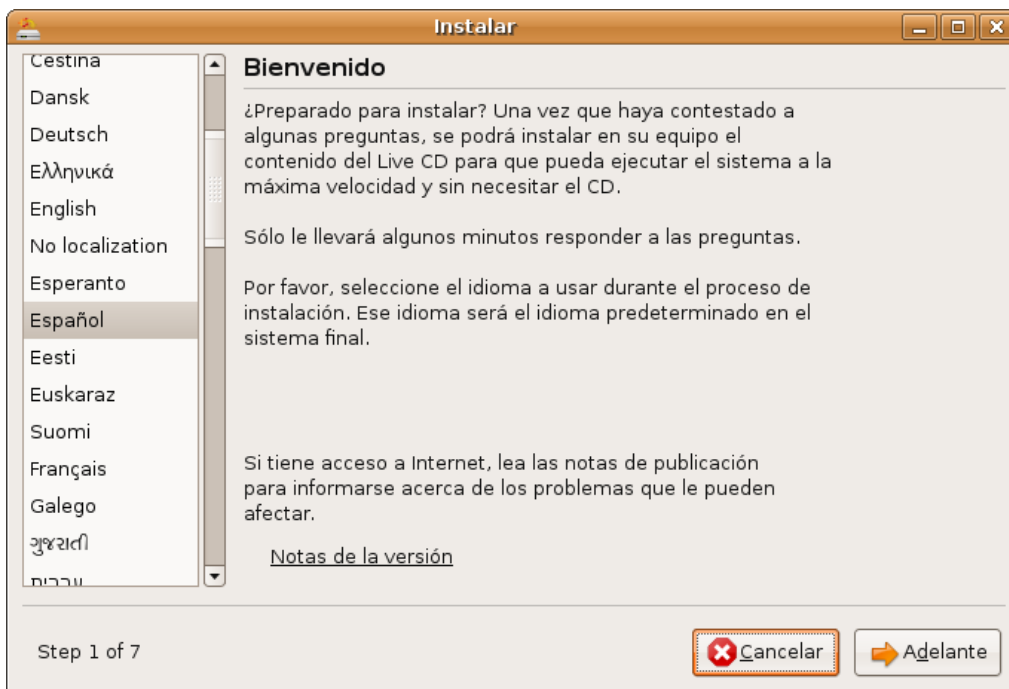 Instalar
Čeština
Dansk
Deutsch
Ελληνικά
English
No localization
Esperanto
Español
Eesti
Euskaraz
Suomi
Français
Galego
ગુજરાતી
עברית
Bienvenido
¿Preparado para instalar? Una vez que haya contestado a
algunas preguntas, se podrá instalar en su equipo el
contenido del Live CD para que pueda ejecutar el sistema a la
máxima velocidad y sin necesitar el CD.
Sólo le llevará algunos minutos responder a las preguntas.
Por favor, seleccione el idioma a usar durante el proceso de
instalación. Ese idioma será el idioma predeterminado en el
sistema final.
Si tiene acceso a Internet, lea las notas de publicación
para informarse acerca de los problemas que le pueden
afectar.
Notas de la versión
Step 1 of 7
Cancelar
Adelante